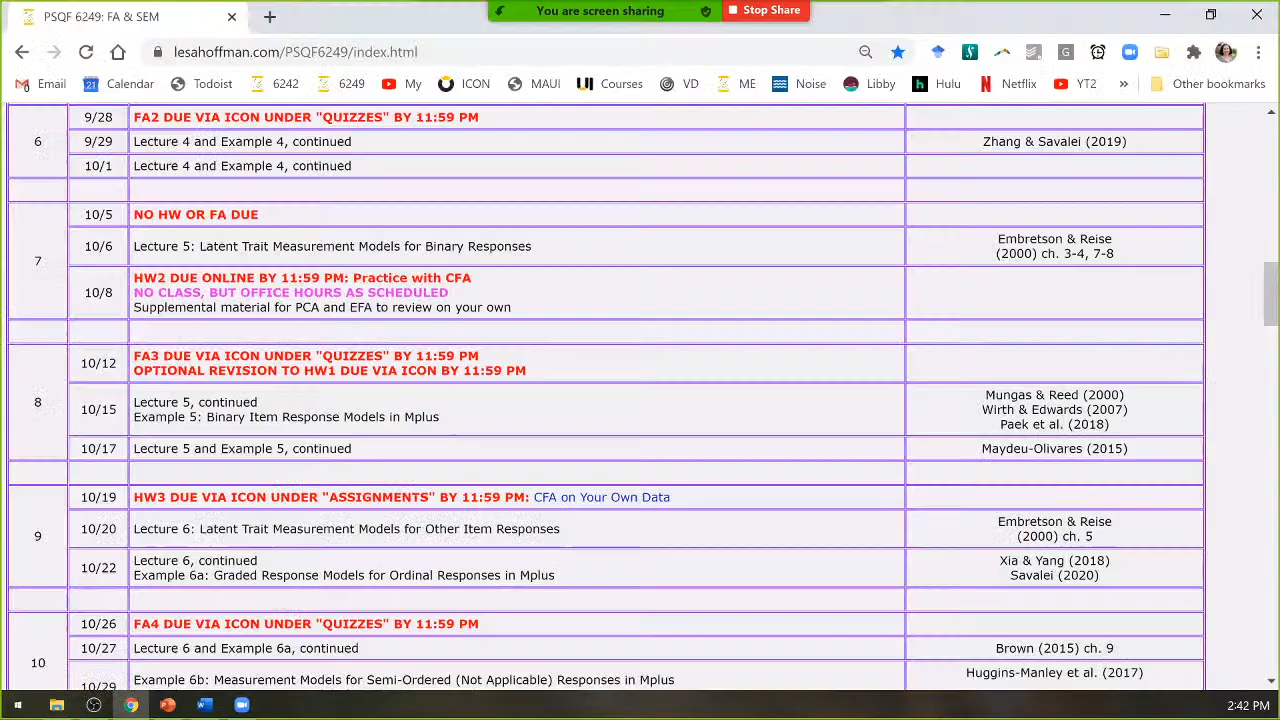 PSQF 6249: FA & SEM
You are screen sharing
Stop Share
lesahoffman.com/PSQF6249/index.html
Email
Calendar
Todoist
6242
6249
My
ICON
MAUI
Courses
VD
ME
Noise
Libby
Hulu
Netflix
YT2
Other bookmarks
6
9/28
FA2 DUE VIA ICON UNDER "QUIZZES" BY 11:59 PM
9/29
Lecture 4 and Example 4, continued
Zhang & Savalei (2019)
10/1
Lecture 4 and Example 4, continued
7
10/5
NO HW OR FA DUE
10/6
Lecture 5: Latent Trait Measurement Models for Binary Responses
Embretson & Reise
(2000) ch. 3-4, 7-8
10/8
HW2 DUE ONLINE BY 11:59 PM: Practice with CFA
NO CLASS, BUT OFFICE HOURS AS SCHEDULED
Supplemental material for PCA and EFA to review on your own
8
10/12
FA3 DUE VIA ICON UNDER "QUIZZES" BY 11:59 PM
OPTIONAL REVISION TO HW1 DUE VIA ICON BY 11:59 PM
10/15
Lecture 5, continued
Example 5: Binary Item Response Models in Mplus
Mungas & Reed (2000)
Wirth & Edwards (2007)
Paek et al. (2018)
10/17
Lecture 5 and Example 5, continued
Maydeu-Olivares (2015)
9
10/19
HW3 DUE VIA ICON UNDER "ASSIGNMENTS" BY 11:59 PM: CFA on Your Own Data
10/20
Lecture 6: Latent Trait Measurement Models for Other Item Responses
Embretson & Reise
(2000) ch. 5
10/22
Lecture 6, continued
Example 6a: Graded Response Models for Ordinal Responses in Mplus
Xia & Yang (2018)
Savalei (2020)
10
10/26
FA4 DUE VIA ICON UNDER "QUIZZES" BY 11:59 PM
10/27
Lecture 6 and Example 6a, continued
Brown (2015) ch. 9
10/29
Example 6b: Measurement Models for Semi-Ordered (Not Applicable) Responses in Mplus
Huggins-Manley et al. (2017)
2:42 PM